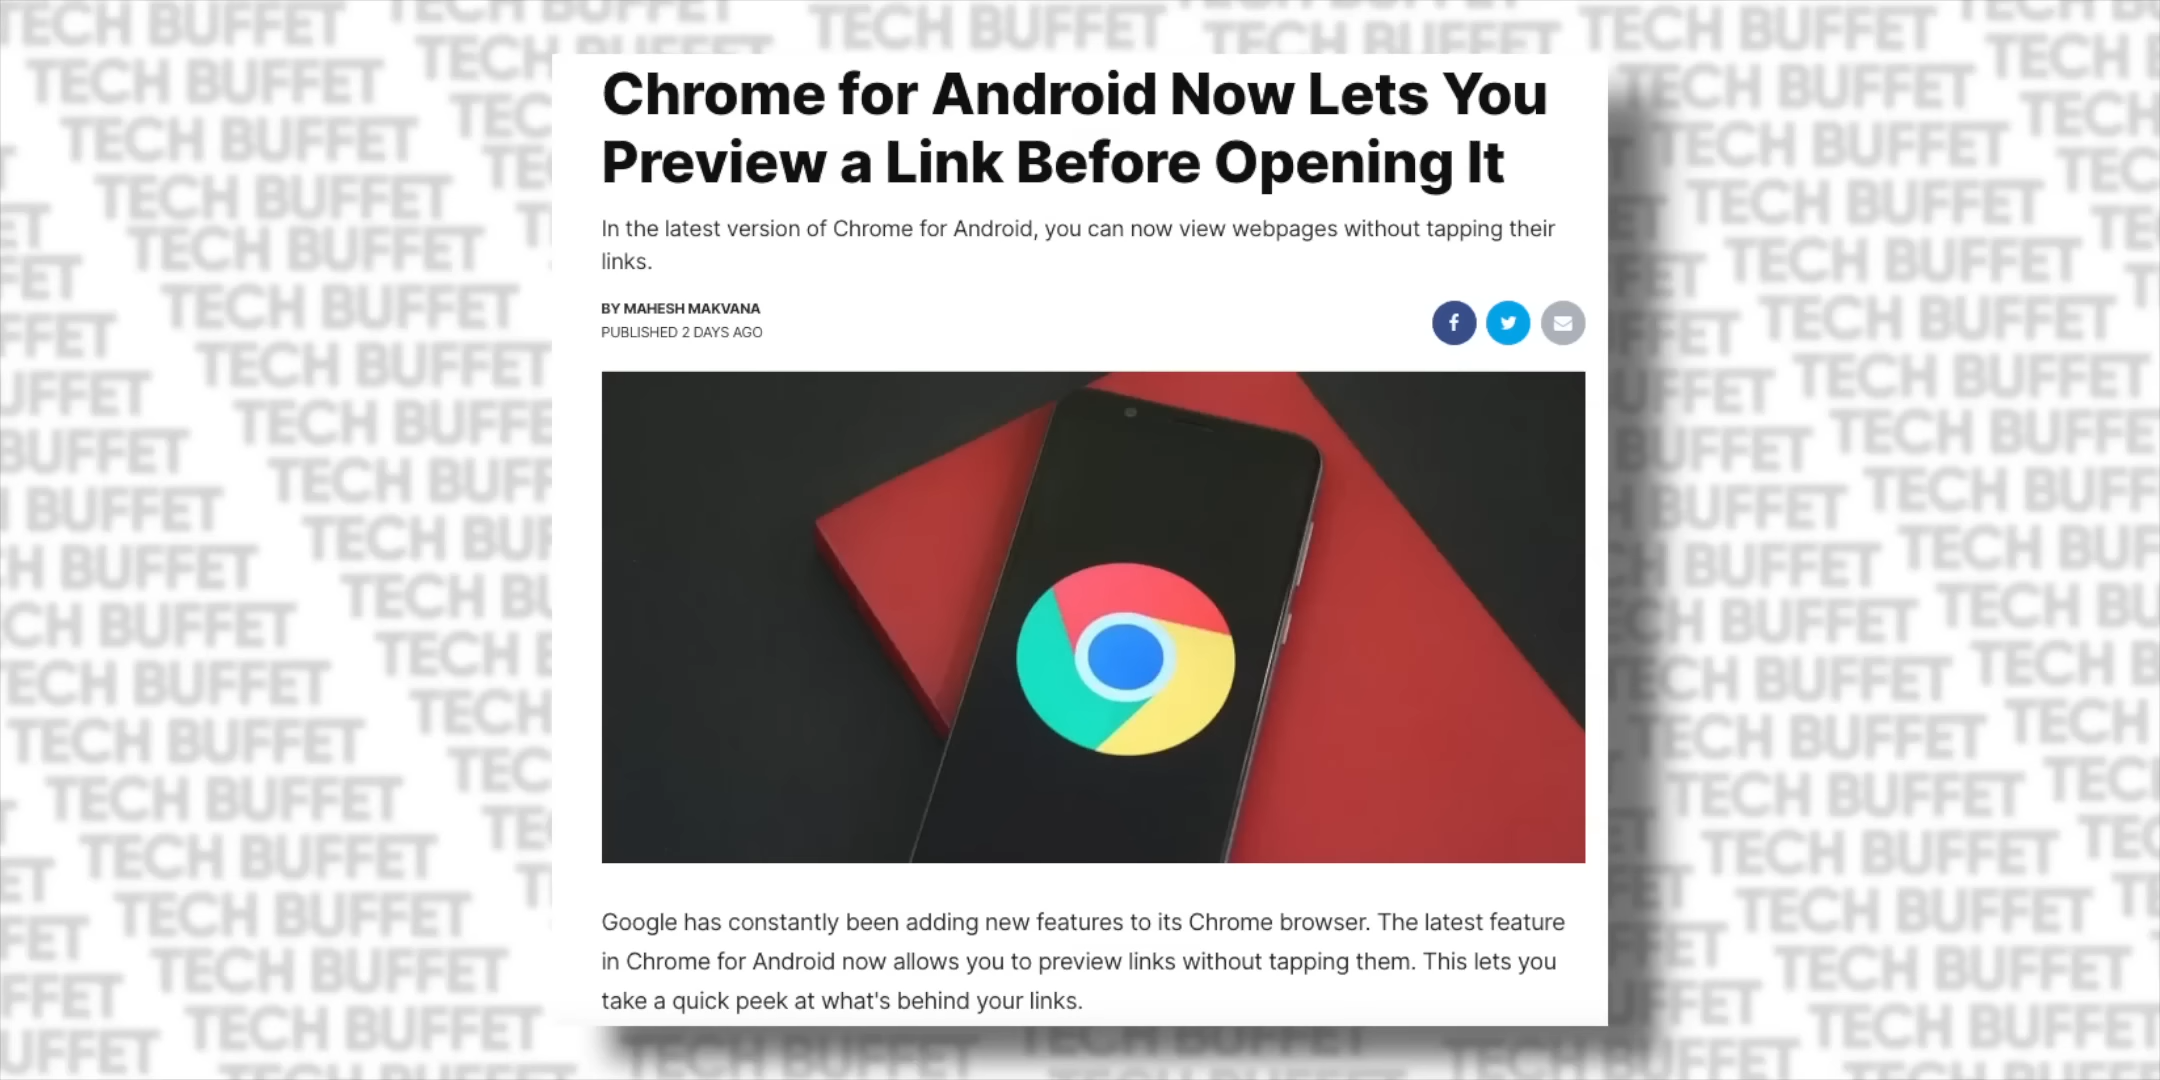 Chrome for Android Now Lets You
Preview a Link Before Opening It
In the latest version of Chrome for Android, you can now view webpages without tapping their
links.
BY MAHESH MAKVANA
PUBLISHED 2 DAYS AGO
Google has constantly been adding new features to its Chrome browser. The latest feature
in Chrome for Android now allows you to preview links without tapping them. This lets you
take a quick peek at what's behind your links.
TECH BUFFET